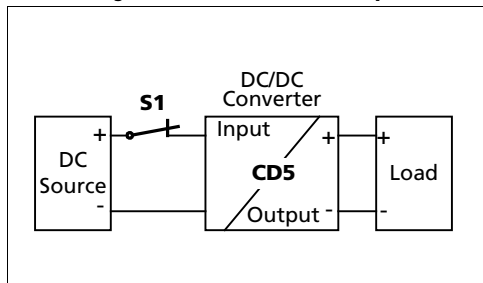 S1
DC/DC
Converter
+ Input + +
DC
Source
CD5
Load
- Output - -